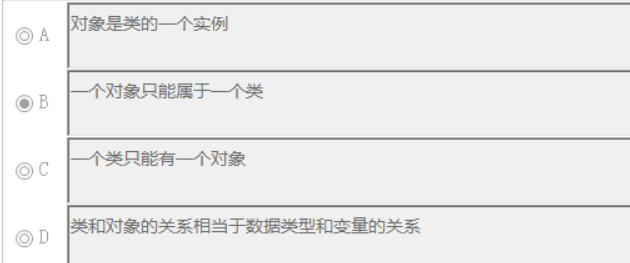 A 对象是类的一个实例
B 一个对象只能属于一个类
C 一个类只能有一个对象
D 类和对象的关系相当于数据类型和变量的关系